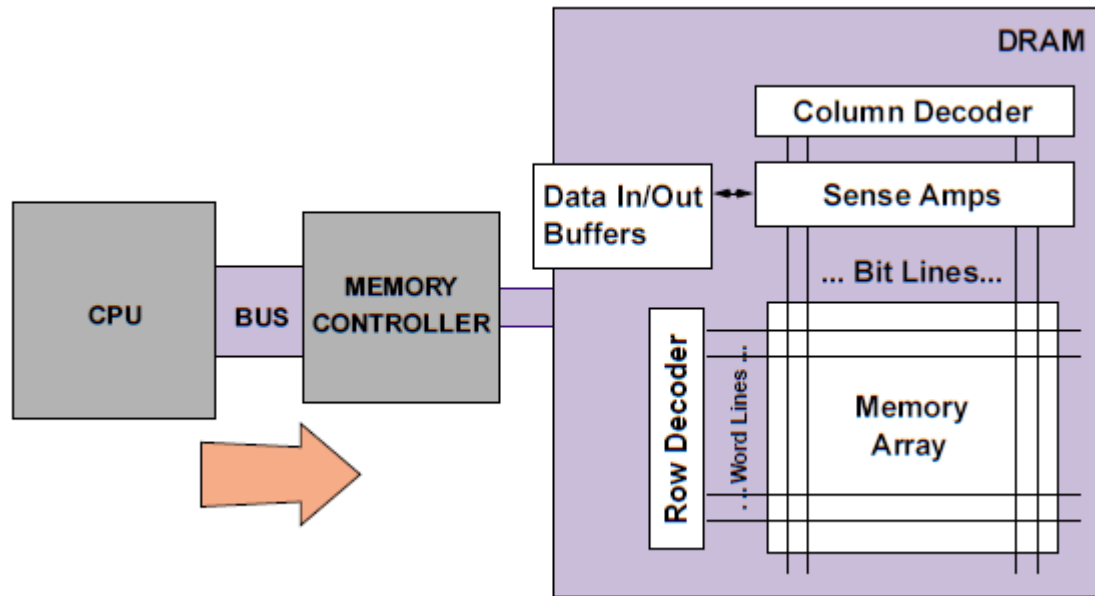 DRAM
Column Decoder
Data In/Out
Buffers
Sense Amps
... Bit Lines...
CPU
BUS
MEMORY
CONTROLLER
Row Decoder
. ..Word Lines ...
Memory
Array